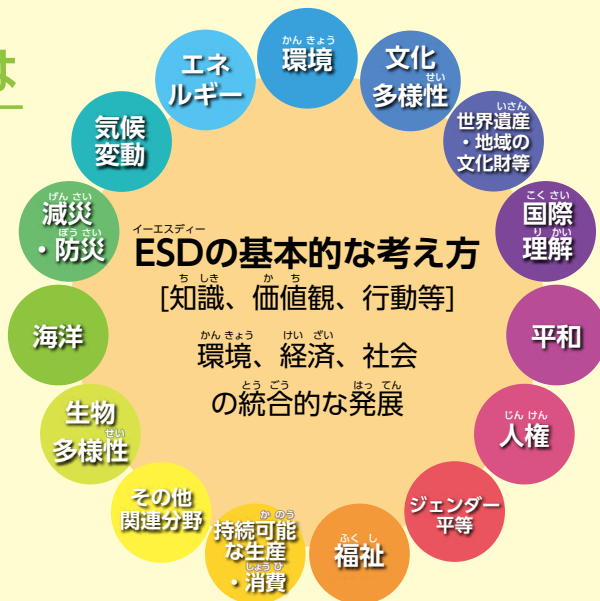 は
かん きょう
環境
文化
せい
多様性
いさん
世界遺産
・地域の
文化財等
こく さい
国際
り かい
理解
平和
じん けん
人権
ジェンダー
平等
ふく し
福祉
か のう
持続可能
な生産
しょう ひ
・消費
その他
関連分野
生物
せい
多様性
海洋
げん さい
減災
ぼう さい
・防災
気候
変動
エネ
ルギー
イーエスディー
ESDの基本的な考え方
ち しき か ち
[知識、価値観、行動等]
かん きょう けい ざい
環境、経済、社会
とう ごう はっ てん
の統合的な発展